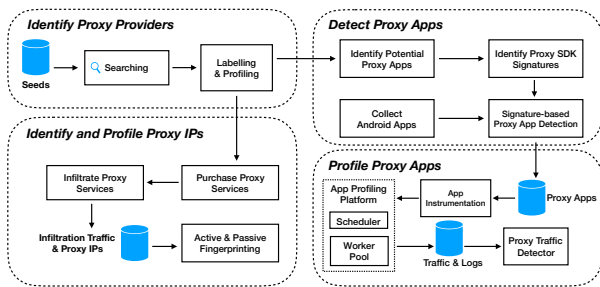 Identify Proxy Providers
Seeds
Searching
Labelling
& Profiling
Detect Proxy Apps
Identify Potential
Proxy Apps
Identify Proxy SDK
Signatures
Collect
Android Apps
Signature-based
Proxy App Detection
Identify and Profile Proxy IPs
Infiltrate Proxy
Services
Purchase Proxy
Services
Infiltration Traffic
& Proxy IPs
Active & Passive
Fingerprinting
Profile Proxy Apps
App Profiling
Platform
Scheduler
Worker
Pool
App
Instrumentation
Proxy Apps
Traffic & Logs
Proxy Traffic
Detector